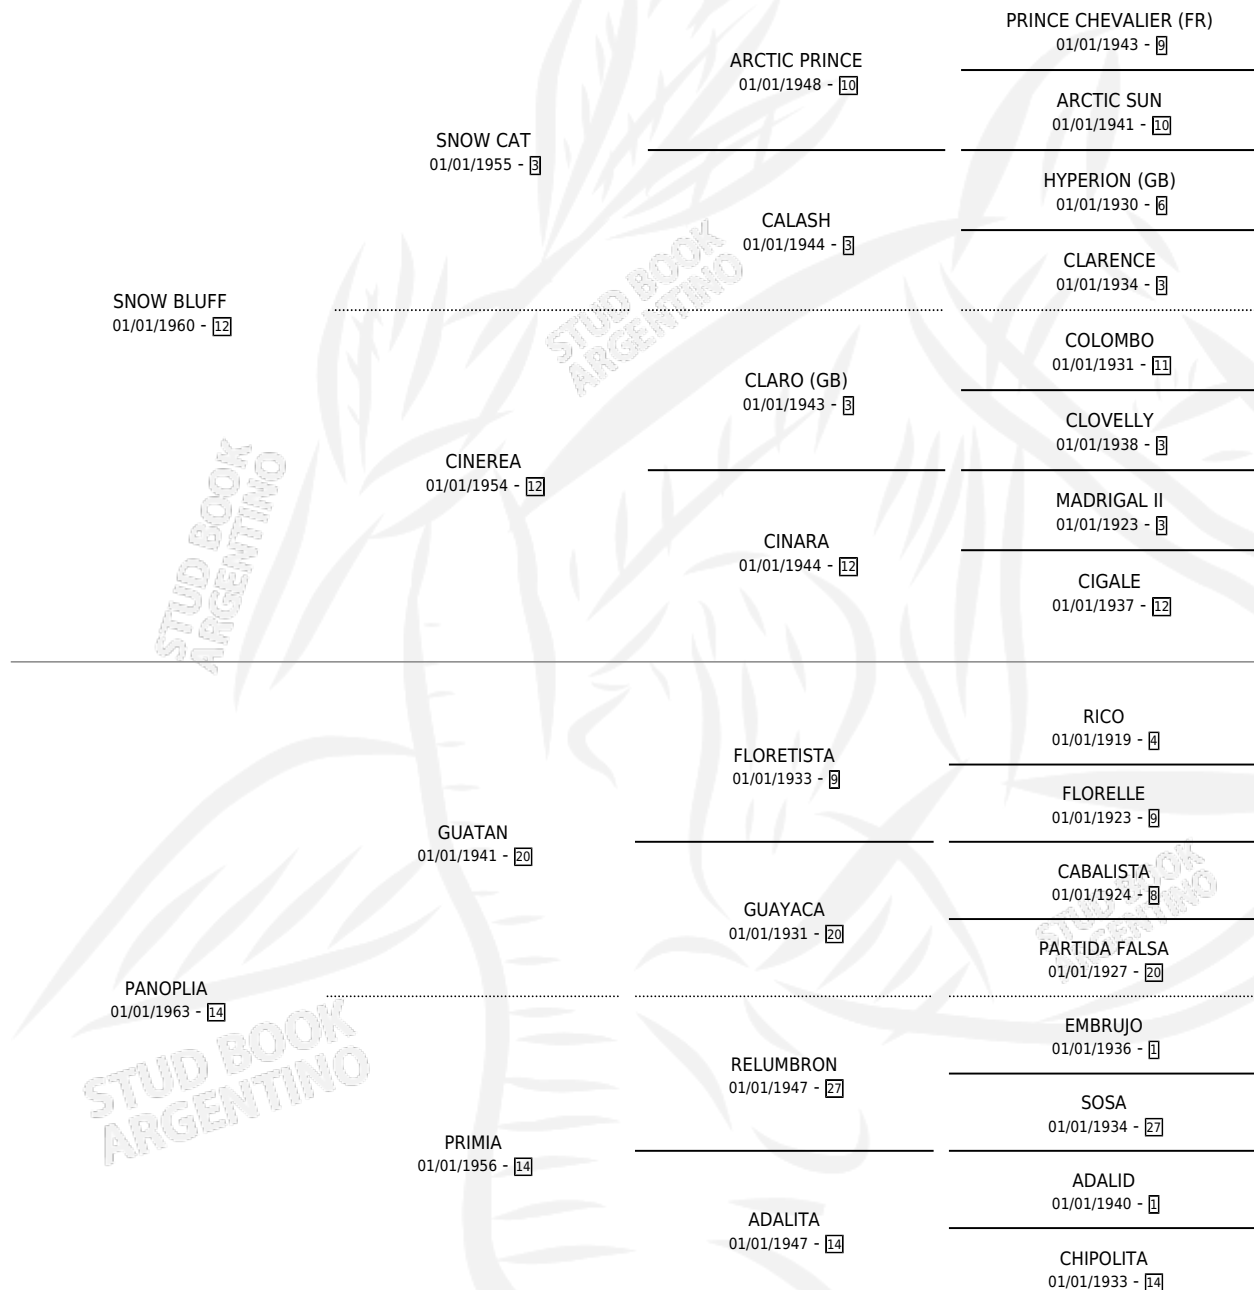 PRINCE CHEVALIER (FR)
01/01/1943 - 9
ARCTIC PRINCE
01/01/1948 - 10
ARCTIC SUN
01/01/1941 - 10
SNOW CAT
01/01/1955 - 3
HYPERION (GB)
01/01/1930 - 6
CALASH
01/01/1944 - 3
CLARENCE
01/01/1934 - 3
SNOW BLUFF
01/01/1960 - 12
STUD BOOK
ARGENTINO
COLOMBO
01/01/1931 - 11
CLARO (GB)
01/01/1943 - 3
CLOVELLY
01/01/1938 - 3
CINEREA
01/01/1954 - 12
MADRIGAL II
01/01/1923 - 3
CINARA
01/01/1944 - 12
CIGALE
01/01/1937 - 12
STUD BOOK
ARGENTINO
RICO
01/01/1919 - 4
FLORETISTA
01/01/1933 - 9
FLORELLE
01/01/1923 - 9
GUATAN
01/01/1941 - 20
CABALISTA
01/01/1924 - 8
GUAYACA
01/01/1931 - 20
PARTIDA FALSA
01/01/1927 - 20
STUD BOOK
ARGENTINO
PANOPLIA
01/01/1963 - 14
EMBRUJO
01/01/1936 - 1
RELUMBRON
01/01/1947 - 27
SOSA
01/01/1934 - 27
STUD BOOK
ARGENTINO
PRIMIA
01/01/1956 - 14
ADALID
01/01/1940 - 1
ADALITA
01/01/1947 - 14
CHIPOLITA
01/01/1933 - 14